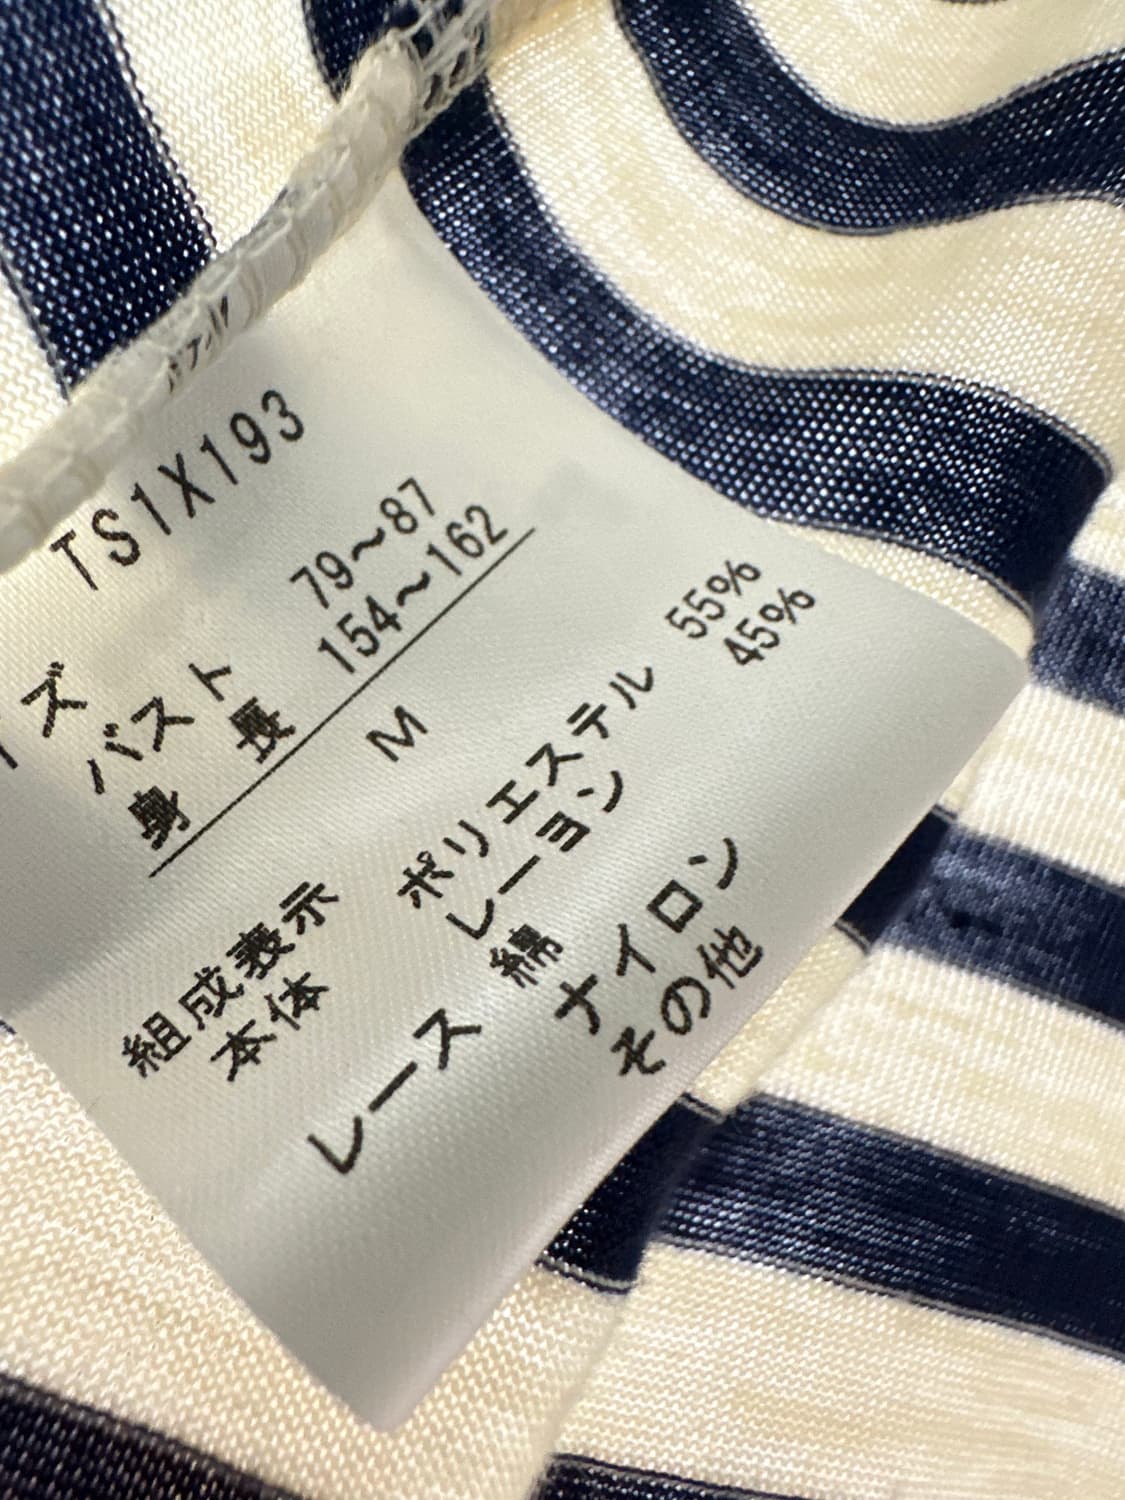 TS1X193
イズ
バスト 79〜87
身長 154〜162
M
組成表示
本体 ポリエステル 55%
レーヨン 45%
レース 綿
ナイロン
その他